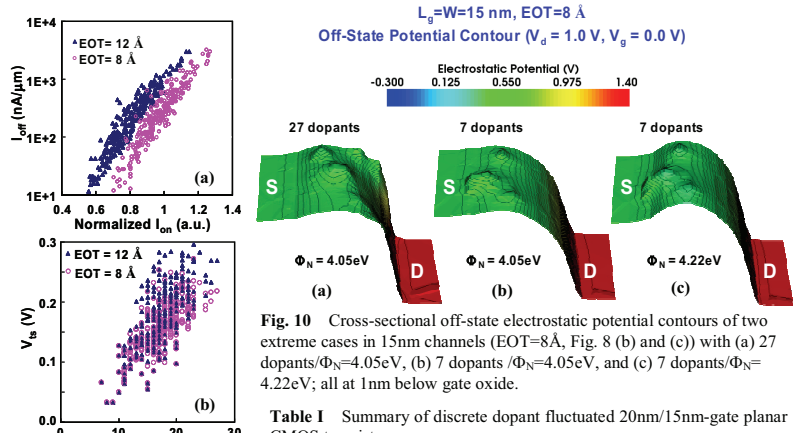 1E+4
EOT= 12 Å
EOT= 8 Å
1E+3
I_off (nA/µm)
1E+2
(a)
1E+1
0.4 0.6 0.8 1 1.2 1.4
Normalized I_on (a.u.)
0.3
EOT = 12 Å
EOT = 8 Å
0.2
V_ts (V)
0.1
(b)
0.0
0 10 20 30
L_g=W=15 nm, EOT=8 Å
Off-State Potential Contour (V_d = 1.0 V, V_g = 0.0 V)
Electrostatic Potential (V)
-0.300 0.125 0.550 0.975 1.40
27 dopants 7 dopants 7 dopants
S S S
D D D
Φ_N = 4.05eV Φ_N = 4.05eV Φ_N = 4.22eV
(a) (b) (c)
Fig. 10 Cross-sectional off-state electrostatic potential contours of two
extreme cases in 15nm channels (EOT=8Å, Fig. 8 (b) and (c)) with (a) 27
dopants/Φ_N=4.05eV, (b) 7 dopants /Φ_N=4.05eV, and (c) 7 dopants/Φ_N=
4.22eV; all at 1nm below gate oxide.
Table I Summary of discrete dopant fluctuated 20nm/15nm-gate planar